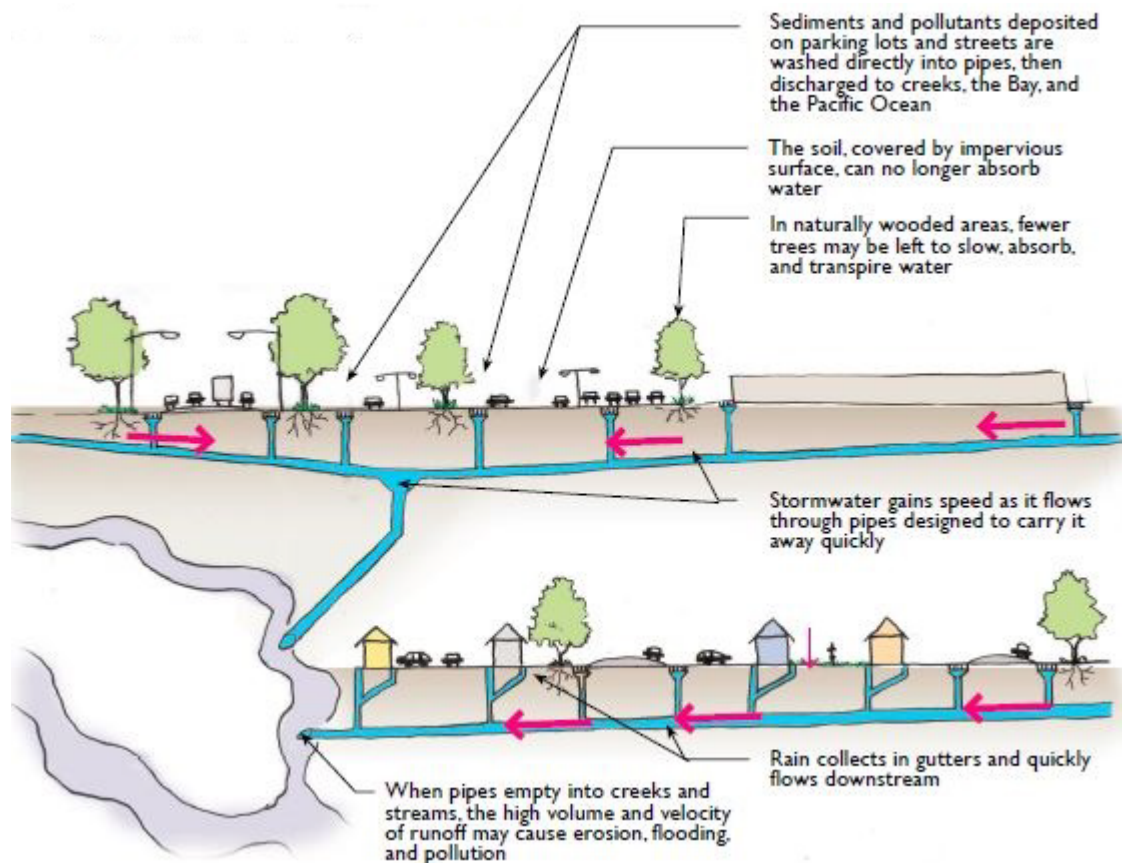 Sediments and pollutants deposited
on parking lots and streets are
washed directly into pipes, then
discharged to creeks, the Bay, and
the Pacific Ocean
The soil, covered by impervious
surface, can no longer absorb
water
In naturally wooded areas, fewer
trees may be left to slow, absorb,
and transpire water
Stormwater gains speed as it flows
through pipes designed to carry it
away quickly
Rain collects in gutters and quickly
flows downstream
When pipes empty into creeks and
streams, the high volume and velocity
of runoff may cause erosion, flooding,
and pollution